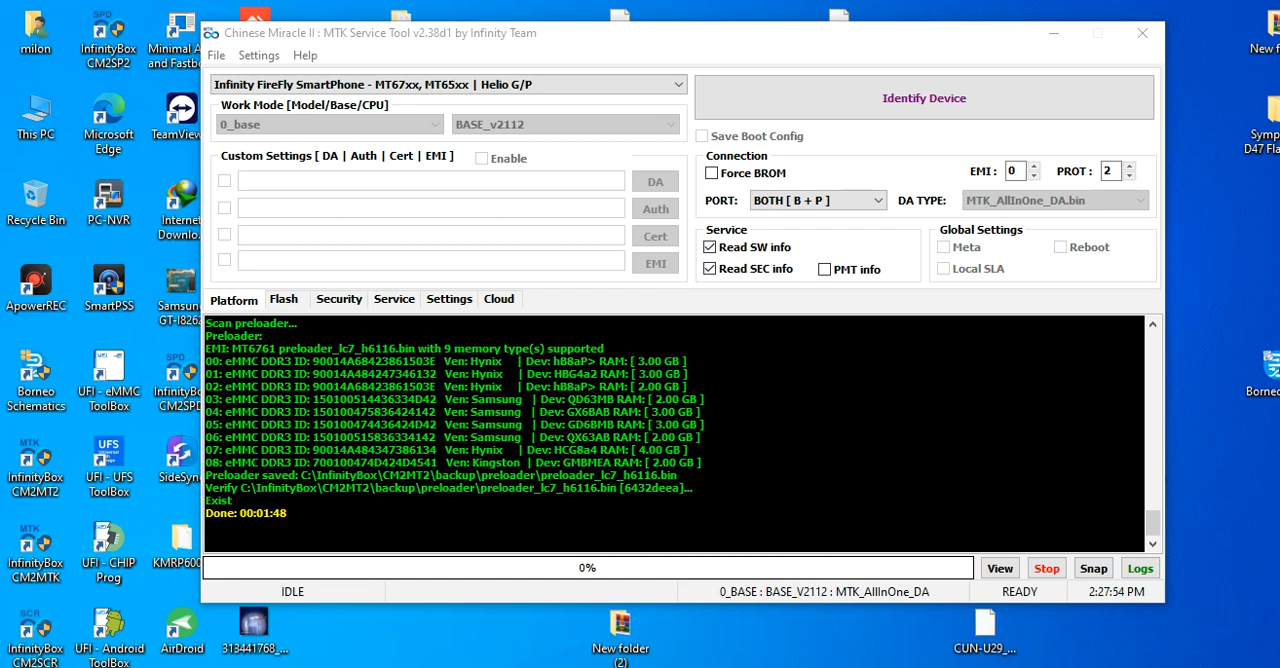 milon
SPD
InfinityBox
CM2SP2
Minimal A
and Fastbo
This PC
Microsoft
Edge
TeamView
Recycle Bin
PC-NVR
Internet
Downlo...
ApowerREC
SmartPSS
Samsun
GT-I8262
Borneo
Schematics
UFI - eMMC
ToolBox
SPD
InfinityBo
CM2SPD
MTK
InfinityBox
CM2MT2
UFS
UFI - UFS
ToolBox
SideSync
MTK
InfinityBox
CM2MTK
UFI - CHIP
Prog
KMRP600
SCR
InfinityBox
CM2SCR
UFI - Android
ToolBox
AirDroid
313441768_...
New folder
(2)
CUN-U29_...
New f
Symp
D47 Fla
Borneo
Chinese Miracle II : MTK Service Tool v2.38d1 by Infinity Team
File Settings Help
Infinity FireFly SmartPhone - MT67xx, MT65xx | Helio G/P
Work Mode [Model/Base/CPU]
0_base BASE_v2112
Custom Settings [ DA | Auth | Cert | EMI ] Enable
DA
Auth
Cert
EMI
Identify Device
Save Boot Config
Connection
Force BROM EMI : 0 PROT : 2
PORT: BOTH [ B + P ] DA TYPE: MTK_AllInOne_DA.bin
Service
Read SW info
Read SEC info PMT info
Global Settings
Meta Reboot
Local SLA
Platform Flash Security Service Settings Cloud
Scan preloader...
Preloader:
EMI: MT6761 preloader_lc7_h6116.bin with 9 memory type(s) supported
00: eMMC DDR3 ID: 90014A68423861503E Ven: Hynix | Dev: hB8aP> RAM: [ 3.00 GB ]
01: eMMC DDR3 ID: 90014A484247346132 Ven: Hynix | Dev: HBG4a2 RAM: [ 3.00 GB ]
02: eMMC DDR3 ID: 90014A68423861503E Ven: Hynix | Dev: hB8aP> RAM: [ 2.00 GB ]
03: eMMC DDR3 ID: 150100514436334D42 Ven: Samsung | Dev: QD63MB RAM: [ 2.00 GB ]
04: eMMC DDR3 ID: 150100475836424142 Ven: Samsung | Dev: GX6BAB RAM: [ 3.00 GB ]
05: eMMC DDR3 ID: 150100474436424D42 Ven: Samsung | Dev: GD6BMB RAM: [ 3.00 GB ]
06: eMMC DDR3 ID: 150100515836334142 Ven: Samsung | Dev: QX63AB RAM: [ 2.00 GB ]
07: eMMC DDR3 ID: 90014A484347386134 Ven: Hynix | Dev: HCG8a4 RAM: [ 4.00 GB ]
08: eMMC DDR3 ID: 700100474D424D4541 Ven: Kingston | Dev: GMBMEA RAM: [ 2.00 GB ]
Preloader saved: C:\InfinityBox\CM2MT2\backup\preloader\preloader_lc7_h6116.bin
Verify C:\InfinityBox\CM2MT2\backup\preloader\preloader_lc7_h6116.bin [6432deea]...
Exist
Done: 00:01:48
0% View Stop Snap Logs
IDLE 0_BASE : BASE_V2112 : MTK_AllInOne_DA READY 2:27:54 PM